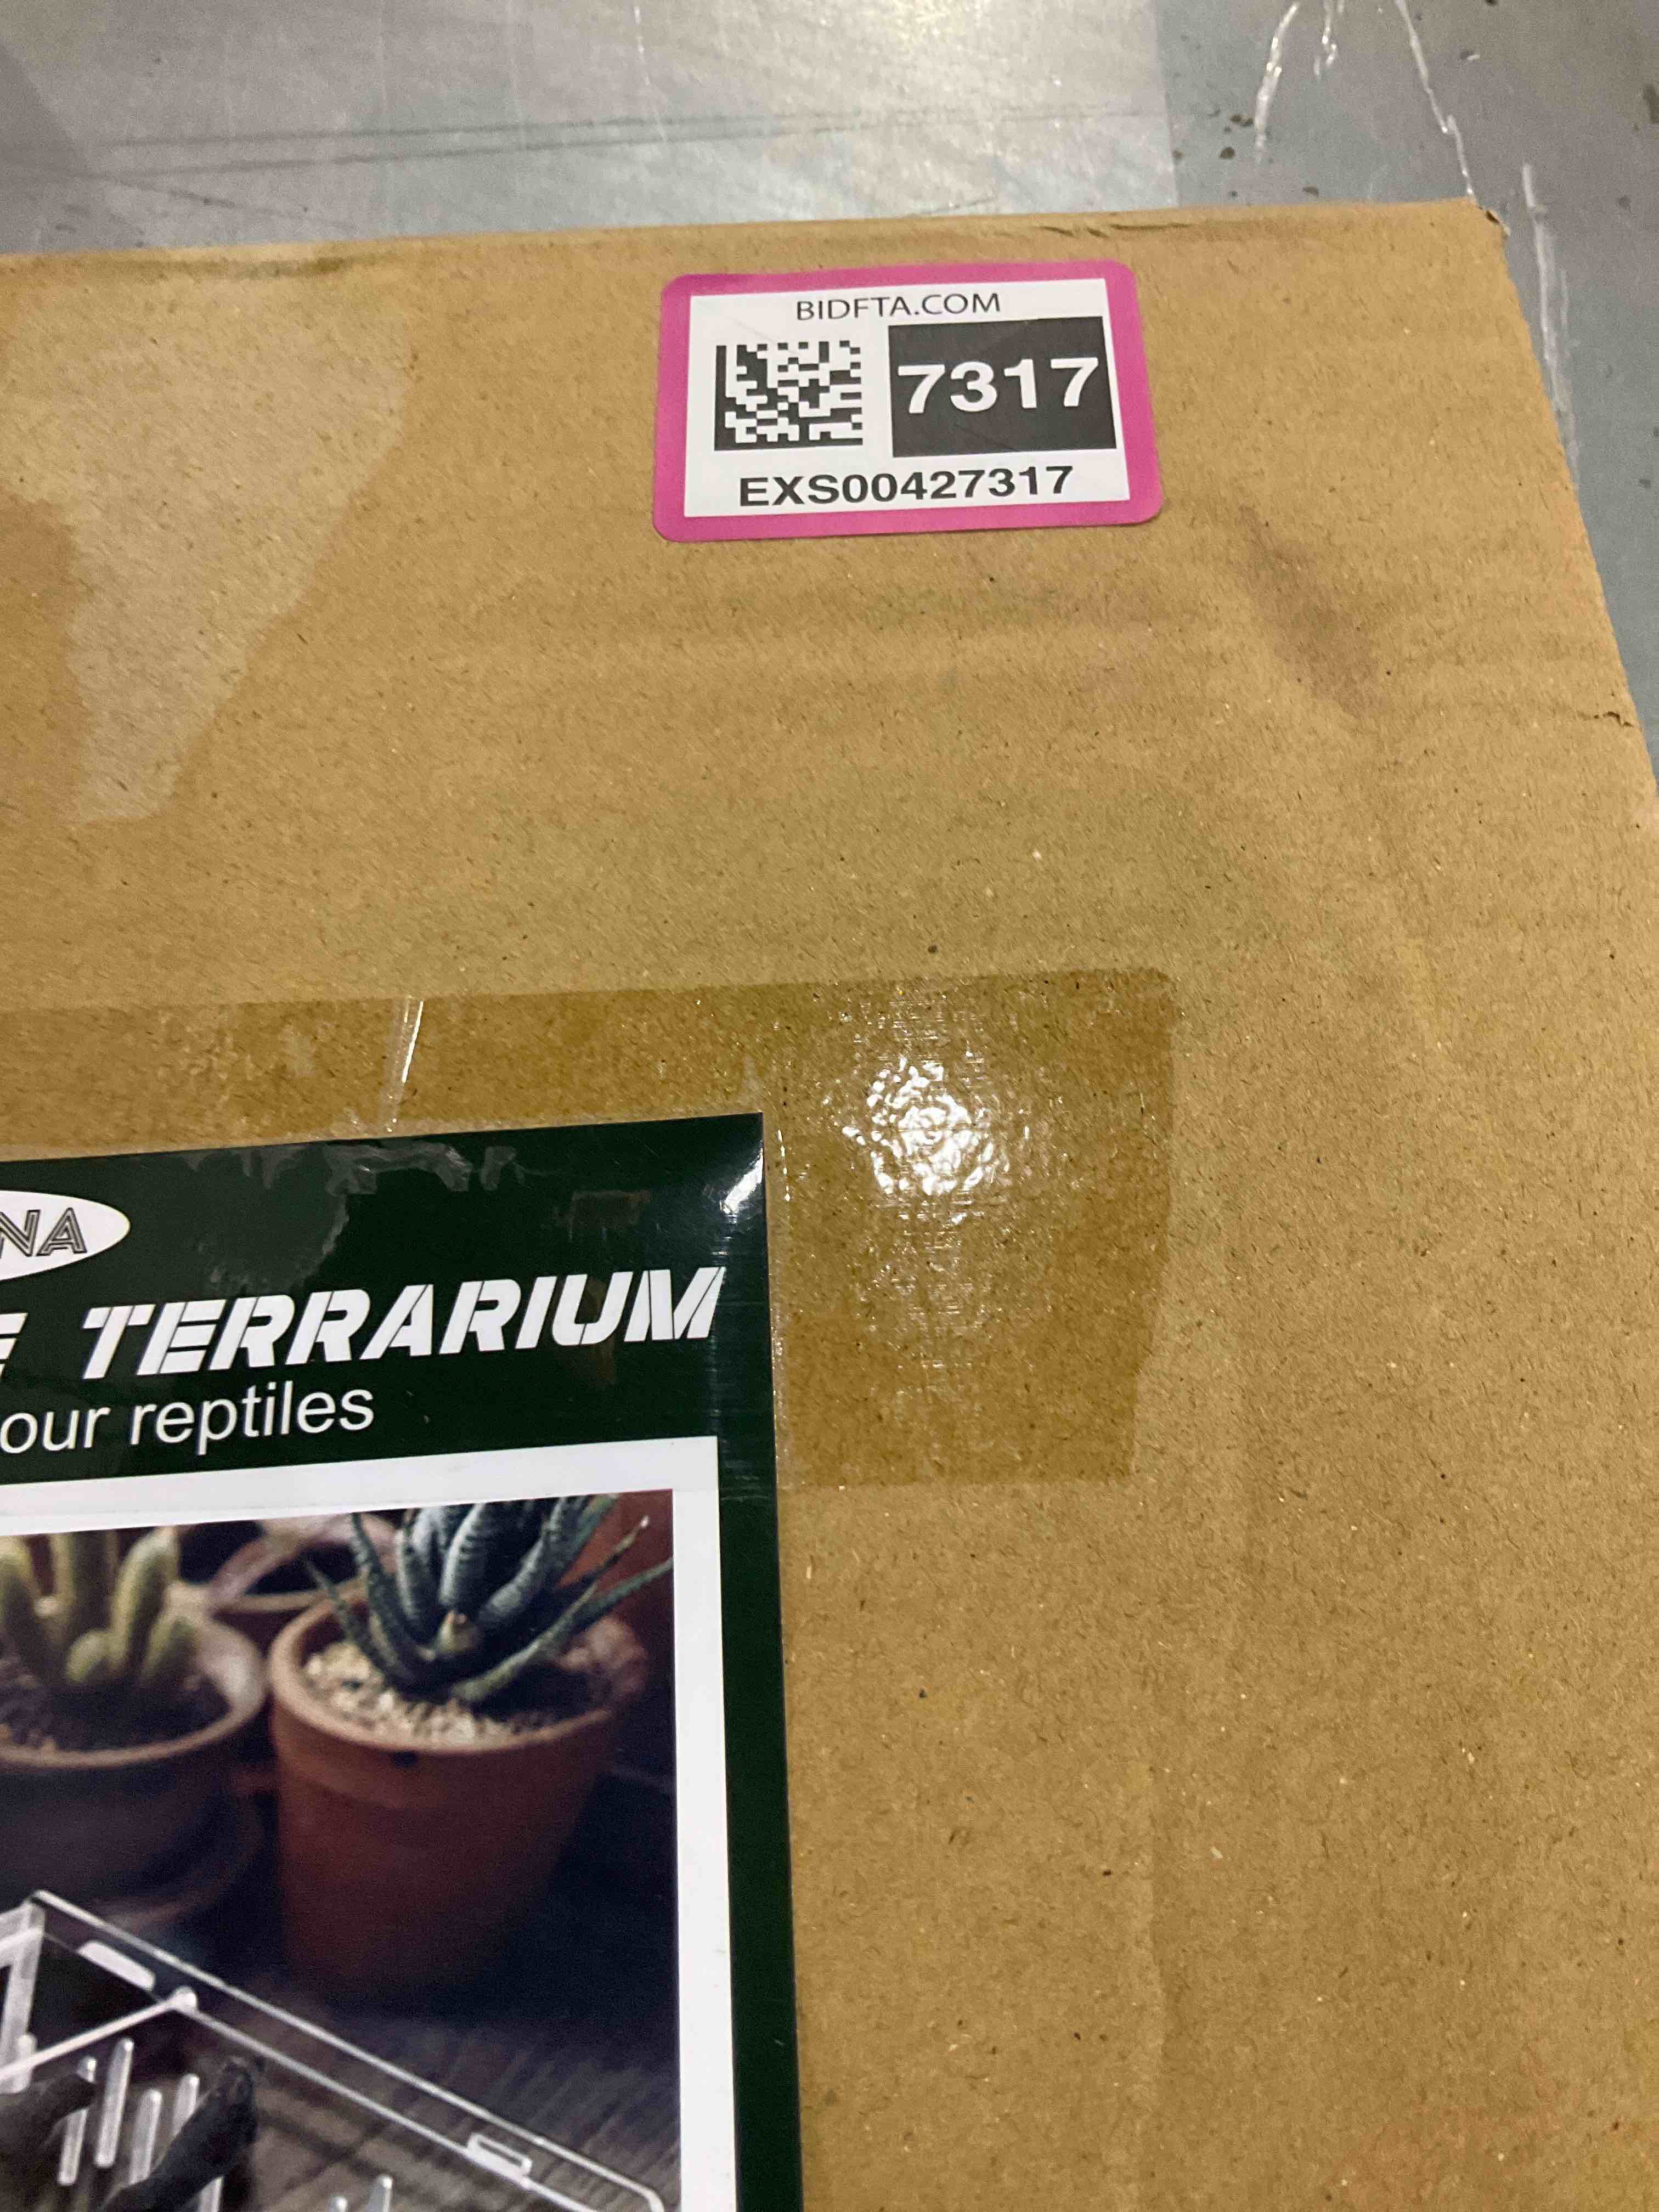 BIDFTA.COM
7317
EXS00427317
NA
E TERRARIUM
our reptiles